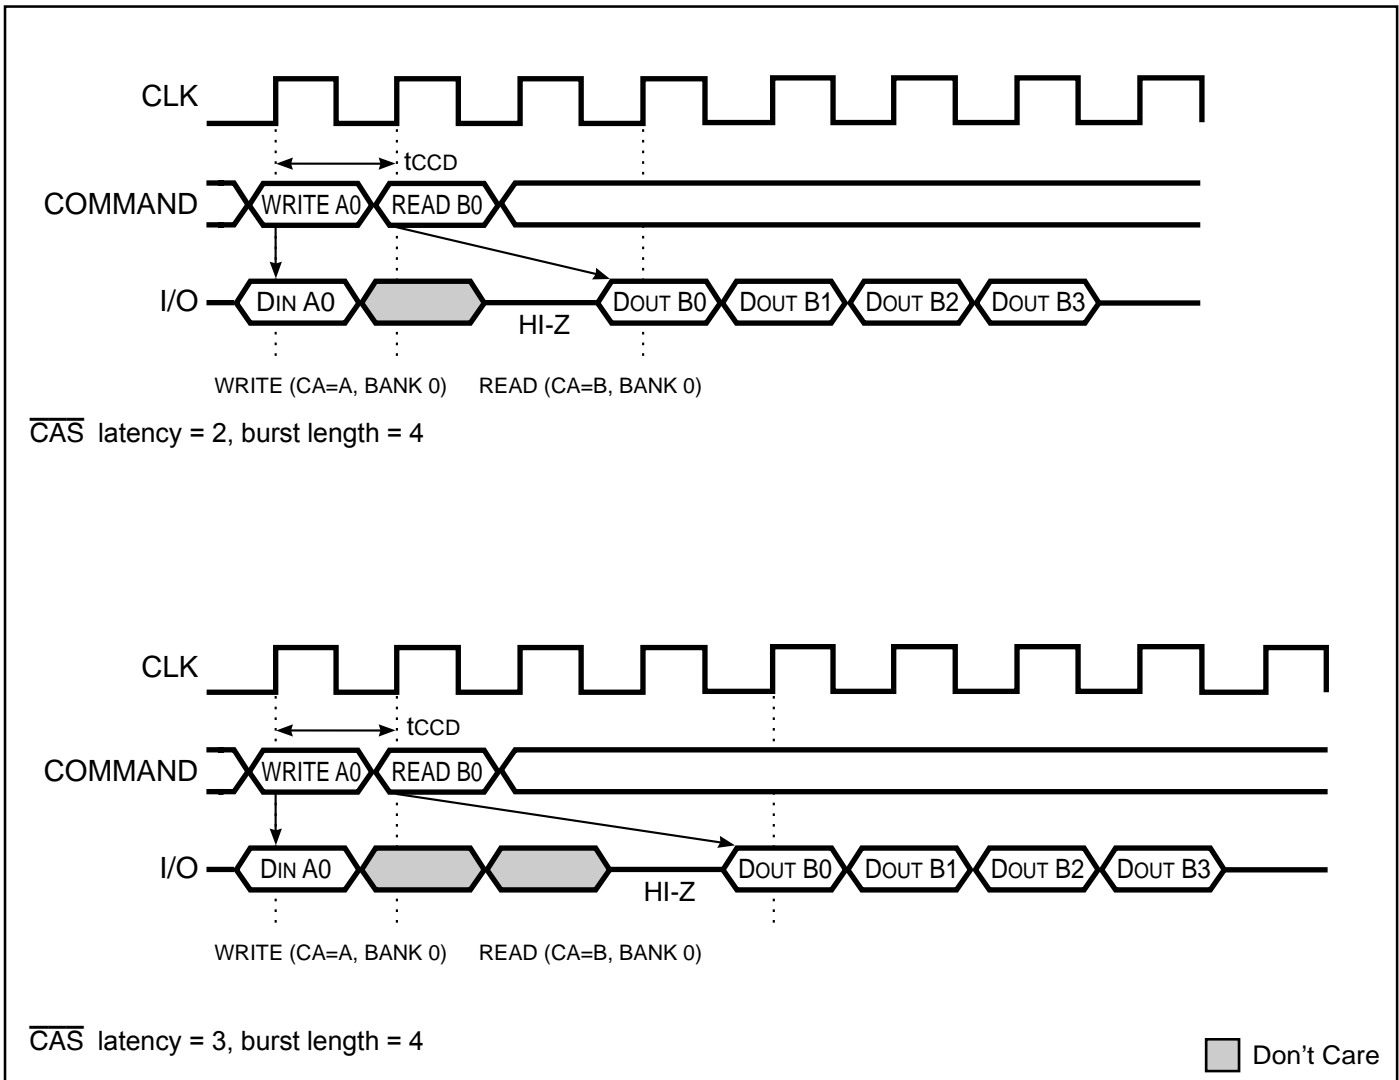 CLK
tCCD
COMMAND WRITE A0 READ B0
I/O DIN A0 HI-Z DOUT B0 DOUT B1 DOUT B2 DOUT B3
WRITE (CA=A, BANK 0) READ (CA=B, BANK 0)
CAS latency = 2, burst length = 4
CLK
tCCD
COMMAND WRITE A0 READ B0
I/O DIN A0 HI-Z DOUT B0 DOUT B1 DOUT B2 DOUT B3
WRITE (CA=A, BANK 0) READ (CA=B, BANK 0)
CAS latency = 3, burst length = 4
Don't Care